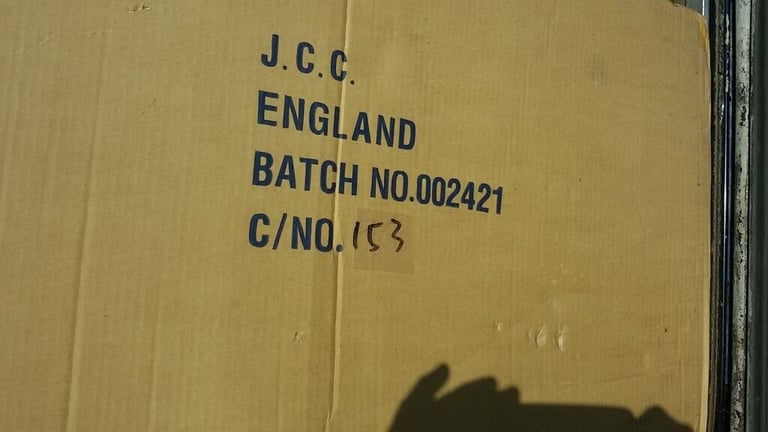 J.C.C.
ENGLAND
BATCH NO.002421
C/NO.153